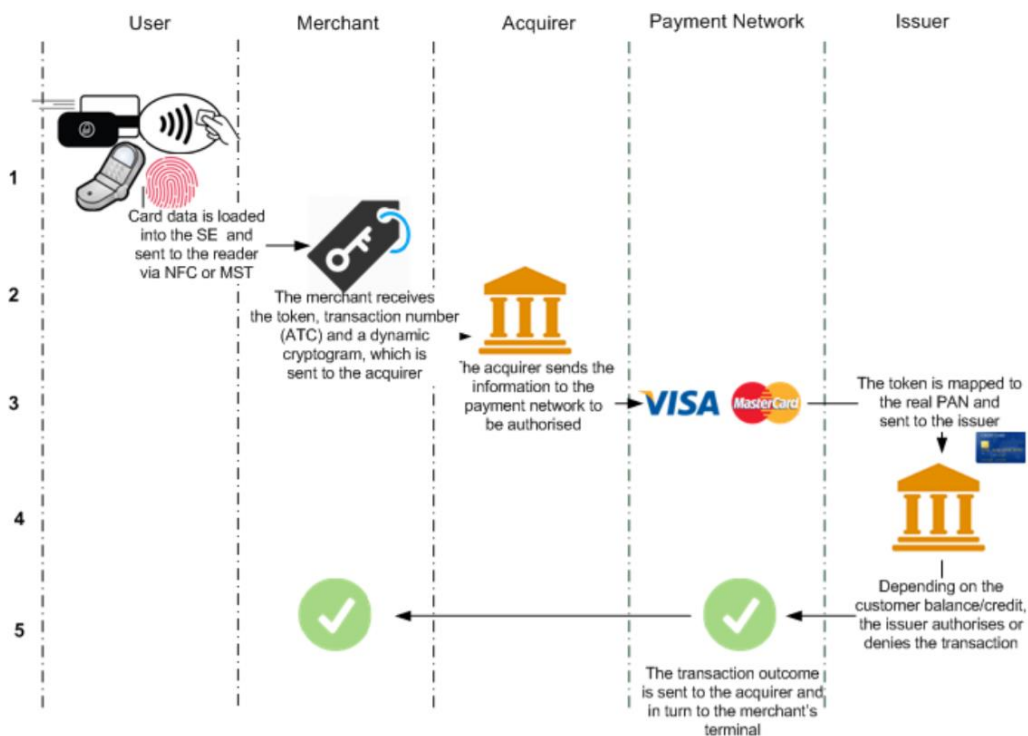 User
Merchant
Acquirer
Payment Network
Issuer
1
Card data is loaded
into the SE and
sent to the reader
via NFC or MST
2
The merchant receives
the token, transaction number
(ATC) and a dynamic
cryptogram, which is
sent to the acquirer
The acquirer sends the
information to the
payment network to
be authorised
3
VISA
MasterCard
The token is mapped to
the real PAN and
sent to the issuer
4
Depending on the
customer balance/credit,
the issuer authorises or
denies the transaction
5
The transaction outcome
is sent to the acquirer and
in turn to the merchant's
terminal